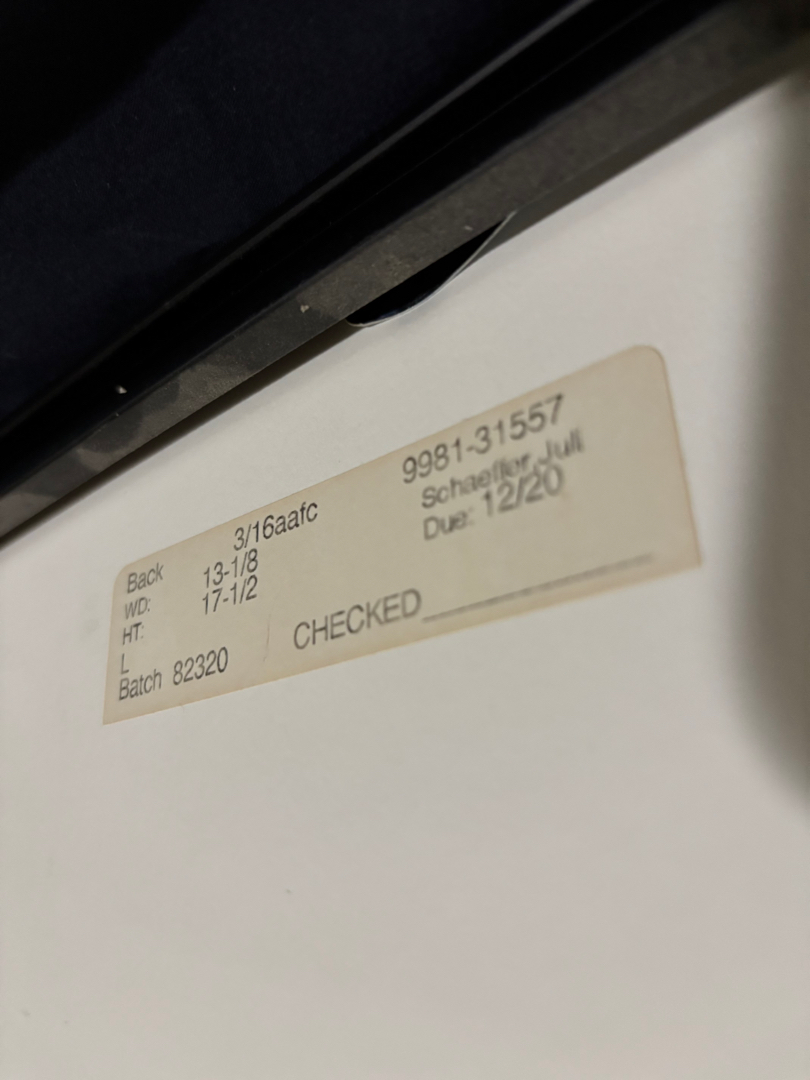 Back 3/16aafc 9981-31557
WD: 13-1/8 Schaeffer, Juli
HT: 17-1/2 Due: 12/20
L
Batch 82320 CHECKED